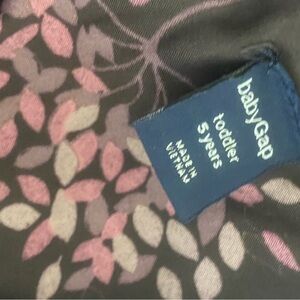 babyGap
toddler
5 years
MADE IN
VIETNAM